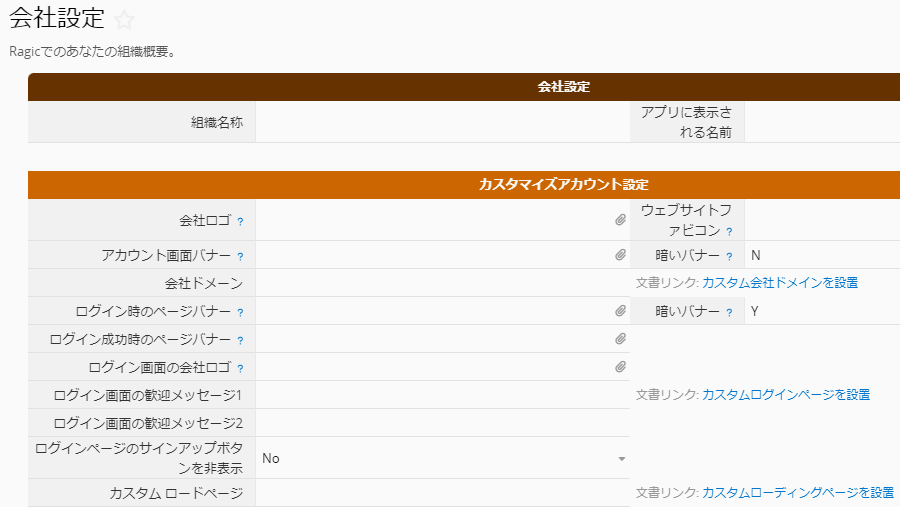 会社設定
Ragicでのあなたの組織概要。
会社設定
組織名称
アプリに表示さ
れる名前
カスタマイズアカウント設定
会社ロゴ ?
ウェブサイトフ
ァビコン ?
アカウント画面バナー ?
暗いバナー ? N
会社ドメーン
文書リンク: カスタム会社ドメインを設置
ログイン時のページバナー ?
暗いバナー ? Y
ログイン成功時のページバナー ?
ログイン画面の会社ロゴ ?
ログイン画面の歓迎メッセージ1
文書リンク: カスタムログインページを設置
ログイン画面の歓迎メッセージ2
ログインページのサインアップボタ
ンを非表示
No
カスタム ロードページ
文書リンク: カスタムローディングページを設置